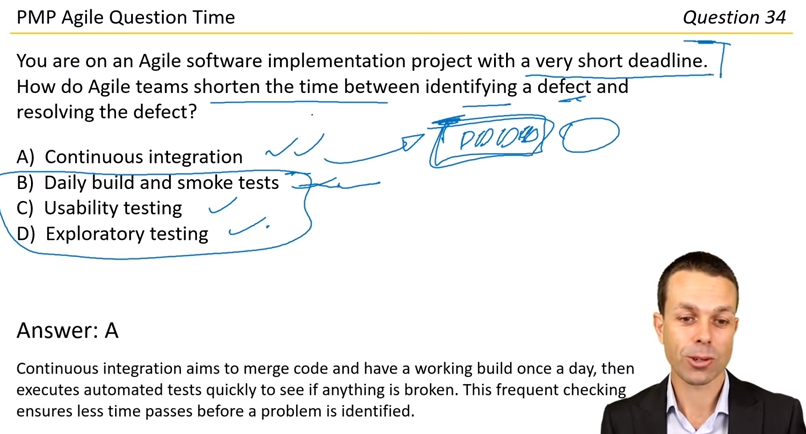 PMP Agile Question Time
Question 34
You are on an Agile software implementation project with a very short deadline.
How do Agile teams shorten the time between identifying a defect and
resolving the defect?
A) Continuous integration
B) Daily build and smoke tests
C) Usability testing
D) Exploratory testing
Answer: A
Continuous integration aims to merge code and have a working build once a day, then
executes automated tests quickly to see if anything is broken. This frequent checking
ensures less time passes before a problem is identified.